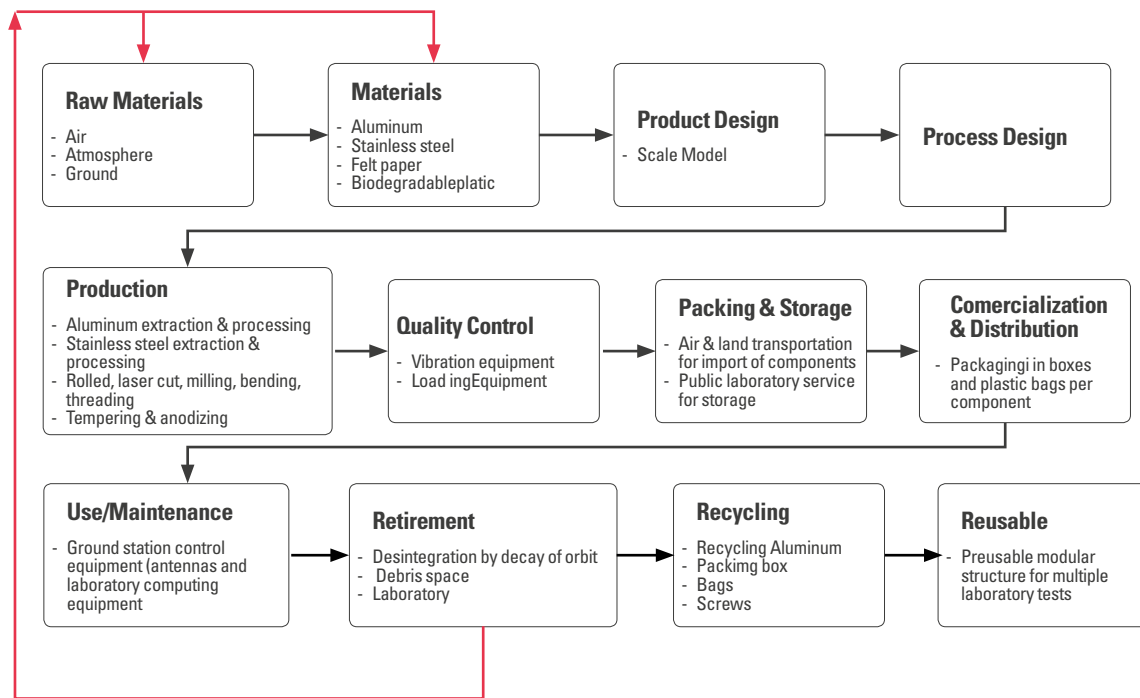 Raw Materials
- Air
- Atmosphere
- Ground
Materials
- Aluminum
- Stainless steel
- Felt paper
- Biodegradableplatic
Product Design
- Scale Model
Process Design
Production
- Aluminum extraction & processing
- Stainless steel extraction &
processing
- Rolled, laser cut, milling, bending,
threading
- Tempering & anodizing
Quality Control
- Vibration equipment
- Load ingEquipment
Packing & Storage
- Air & land transportation
for import of components
- Public laboratory service
for storage
Comercialization
& Distribution
- Packagingi in boxes
and plastic bags per
component
Use/Maintenance
- Ground station control
equipment (antennas and
laboratory computing
equipment
Retirement
- Desintegration by decay of orbit
- Debris space
- Laboratory
Recycling
- Recycling Aluminum
- Packimg box
- Bags
- Screws
Reusable
- Preusable modular
structure for multiple
laboratory tests